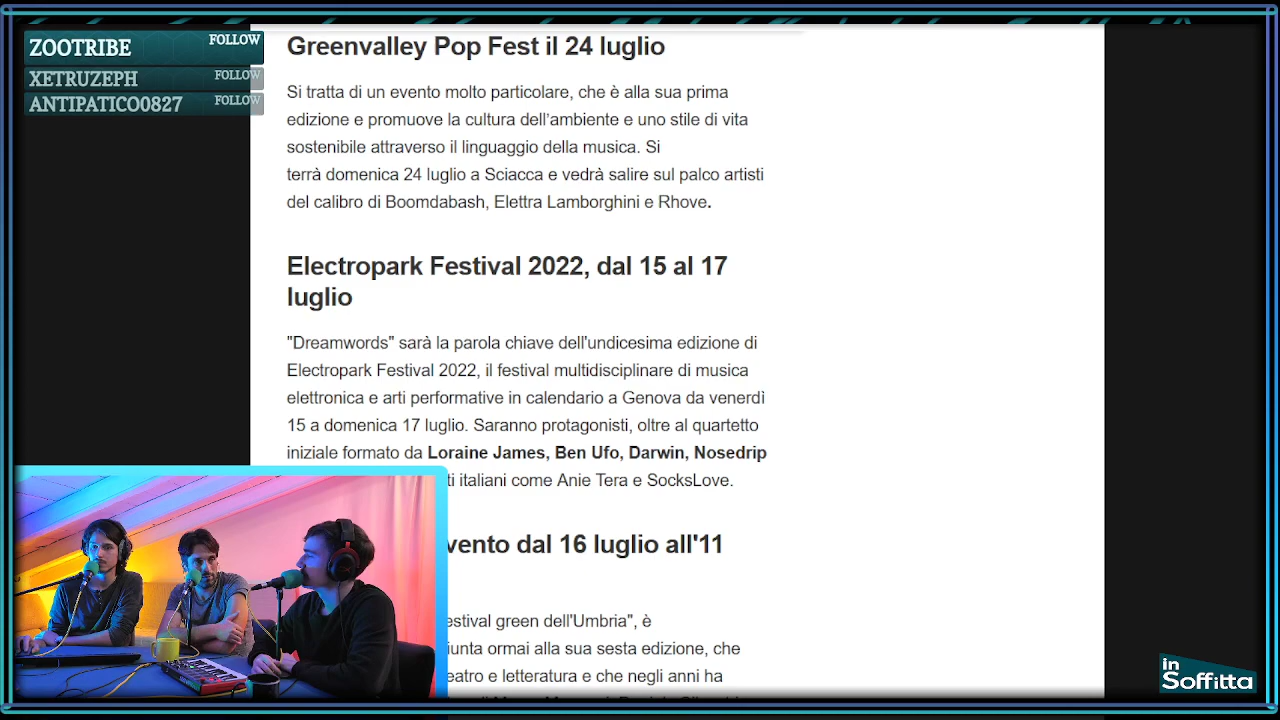 ZOOTRIBE FOLLOW
XETRUZEPH FOLLOW
ANTIPATICO0827 FOLLOW
Greenvalley Pop Fest il 24 luglio
Si tratta di un evento molto particolare, che è alla sua prima
edizione e promuove la cultura dell’ambiente e uno stile di vita
sostenibile attraverso il linguaggio della musica. Si
terrà domenica 24 luglio a Sciacca e vedrà salire sul palco artisti
del calibro di Boomdabash, Elettra Lamborghini e Rhove.
Electropark Festival 2022, dal 15 al 17
luglio
"Dreamwords" sarà la parola chiave dell'undicesima edizione di
Electropark Festival 2022, il festival multidisciplinare di musica
elettronica e arti performative in calendario a Genova da venerdì
15 a domenica 17 luglio. Saranno protagonisti, oltre al quartetto
iniziale formato da Loraine James, Ben Ufo, Darwin, Nosedrip
ti italiani come Anie Tera e SocksLove.
vento dal 16 luglio all'11
estival green dell'Umbria", è
iunta ormai alla sua sesta edizione, che
eatro e letteratura e che negli anni ha
in
Soffitta